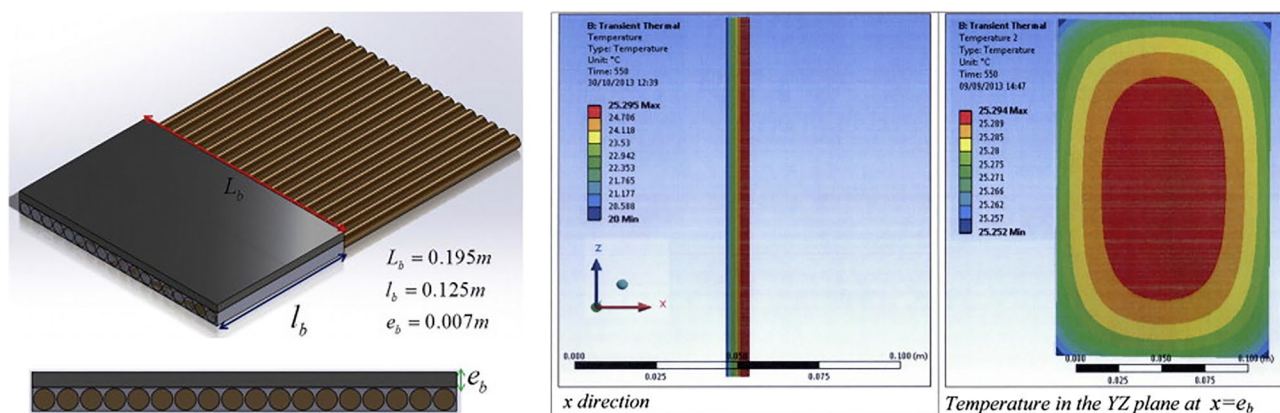 L_b
L_b = 0.195m
l_b = 0.125m
e_b = 0.007m
l_b
e_b
B: Transient Thermal
Temperature
Type: Temperature
Unit: °C
Time: 550
30/10/2013 12:39
25.295 Max
24.706
24.118
23.53
22.942
22.353
21.765
21.177
20.588
20 Min
z
x
0.000
0.050
0.100 (m)
0.025
0.075
x direction
B: Transient Thermal
Temperature 2
Type: Temperature
Unit: °C
Time: 550
09/09/2013 14:47
25.294 Max
25.289
25.285
25.28
25.275
25.271
25.266
25.262
25.257
25.252 Min
0.000
0.050
0.100 (m)
0.025
0.075
Temperature in the YZ plane at x=e_b